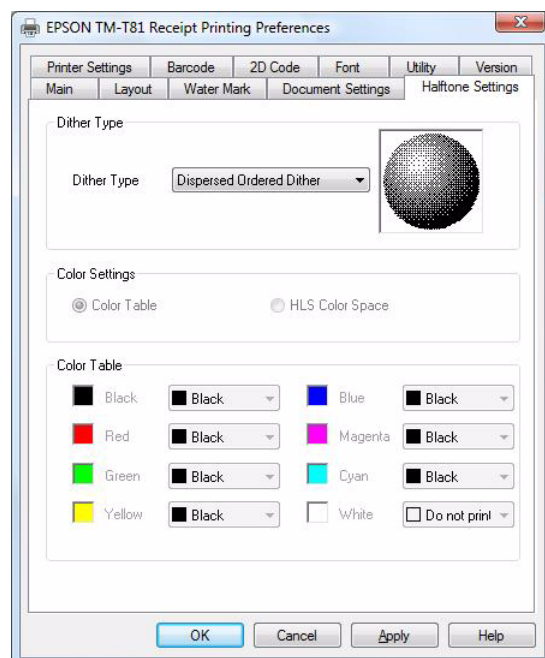 EPSON TM-T81 Receipt Printing Preferences
Printer Settings Barcode 2D Code Font Utility Version
Main Layout Water Mark Document Settings Halftone Settings
Dither Type
Dither Type Dispersed Ordered Dither
Color Settings
Color Table HLS Color Space
Color Table
Black Black Blue Black
Red Black Magenta Black
Green Black Cyan Black
Yellow Black White Do not print
OK Cancel Apply Help